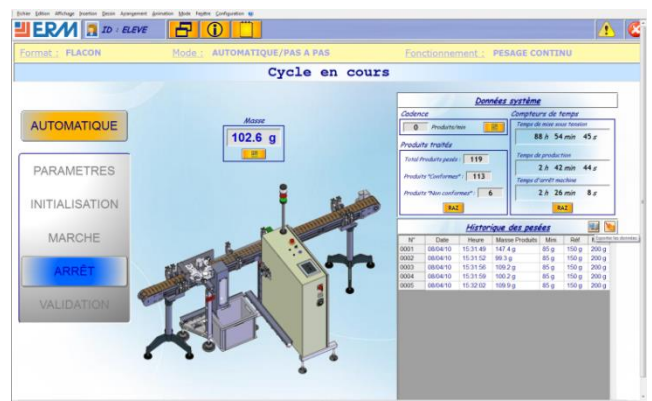 Fichier Edition Affichage Insertion Dessin Arrangement Animation Mode Fenêtre Configuration
ERM ID : ELEVE
Format : FLACON Mode : AUTOMATIQUE/PAS A PAS Fonctionnement : PESAGE CONTINU
Cycle en cours
AUTOMATIQUE
PARAMETRES
INITIALISATION
MARCHE
ARRÊT
VALIDATION
Masse
102.6 g
Données système
Cadence
0 Produits/min
Produits traités
Total Produits pesés : 119
Produits "Conformes" : 113
Produits "Non conformes" : 6
RAZ
Compteurs de temps
Temps de mise sous tension
88 h 54 min 45 s
Temps de production
2 h 42 min 44 s
Temps d'arrêt machine
2 h 26 min 8 s
RAZ
Historique des pesées
Exporter les données
N° Date Heure Masse Produits Mini. Réf.
0001 08/04/10 15:31:49 147.4 g 85 g 150 g 200 g
0002 08/04/10 15:31:52 99.3 g 85 g 150 g 200 g
0003 08/04/10 15:31:56 109.2 g 85 g 150 g 200 g
0004 08/04/10 15:31:59 100.2 g 85 g 150 g 200 g
0005 08/04/10 15:32:02 109.9 g 85 g 150 g 200 g